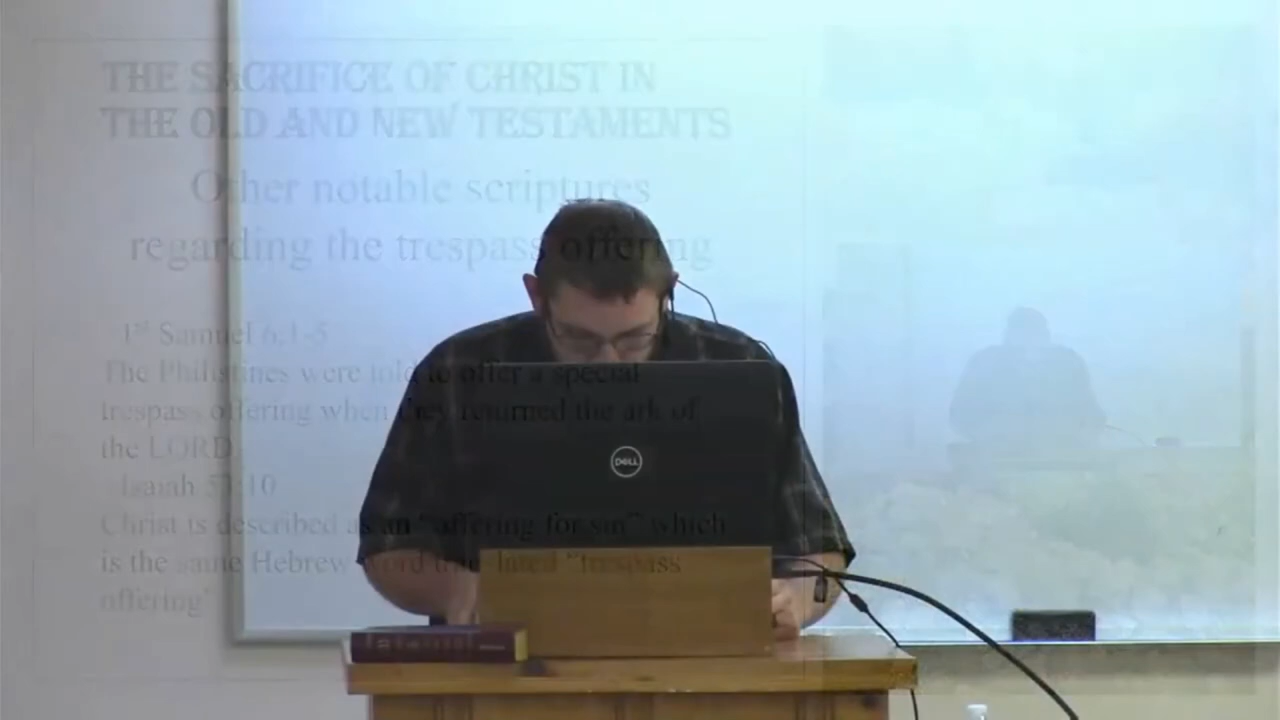 THE SACRIFICE OF CHRIST IN
THE OLD AND NEW TESTAMENTS
Other notable scriptures
regarding the trespass offering
1st Samuel 6:1-5
The Philistines were told to offer a special
trespass offering when they returned the ark of
the LORD
Isaiah 53:10
Christ is described as an "offering for sin" which
is the same Hebrew word trans-lated "trespass
offering"
DELL